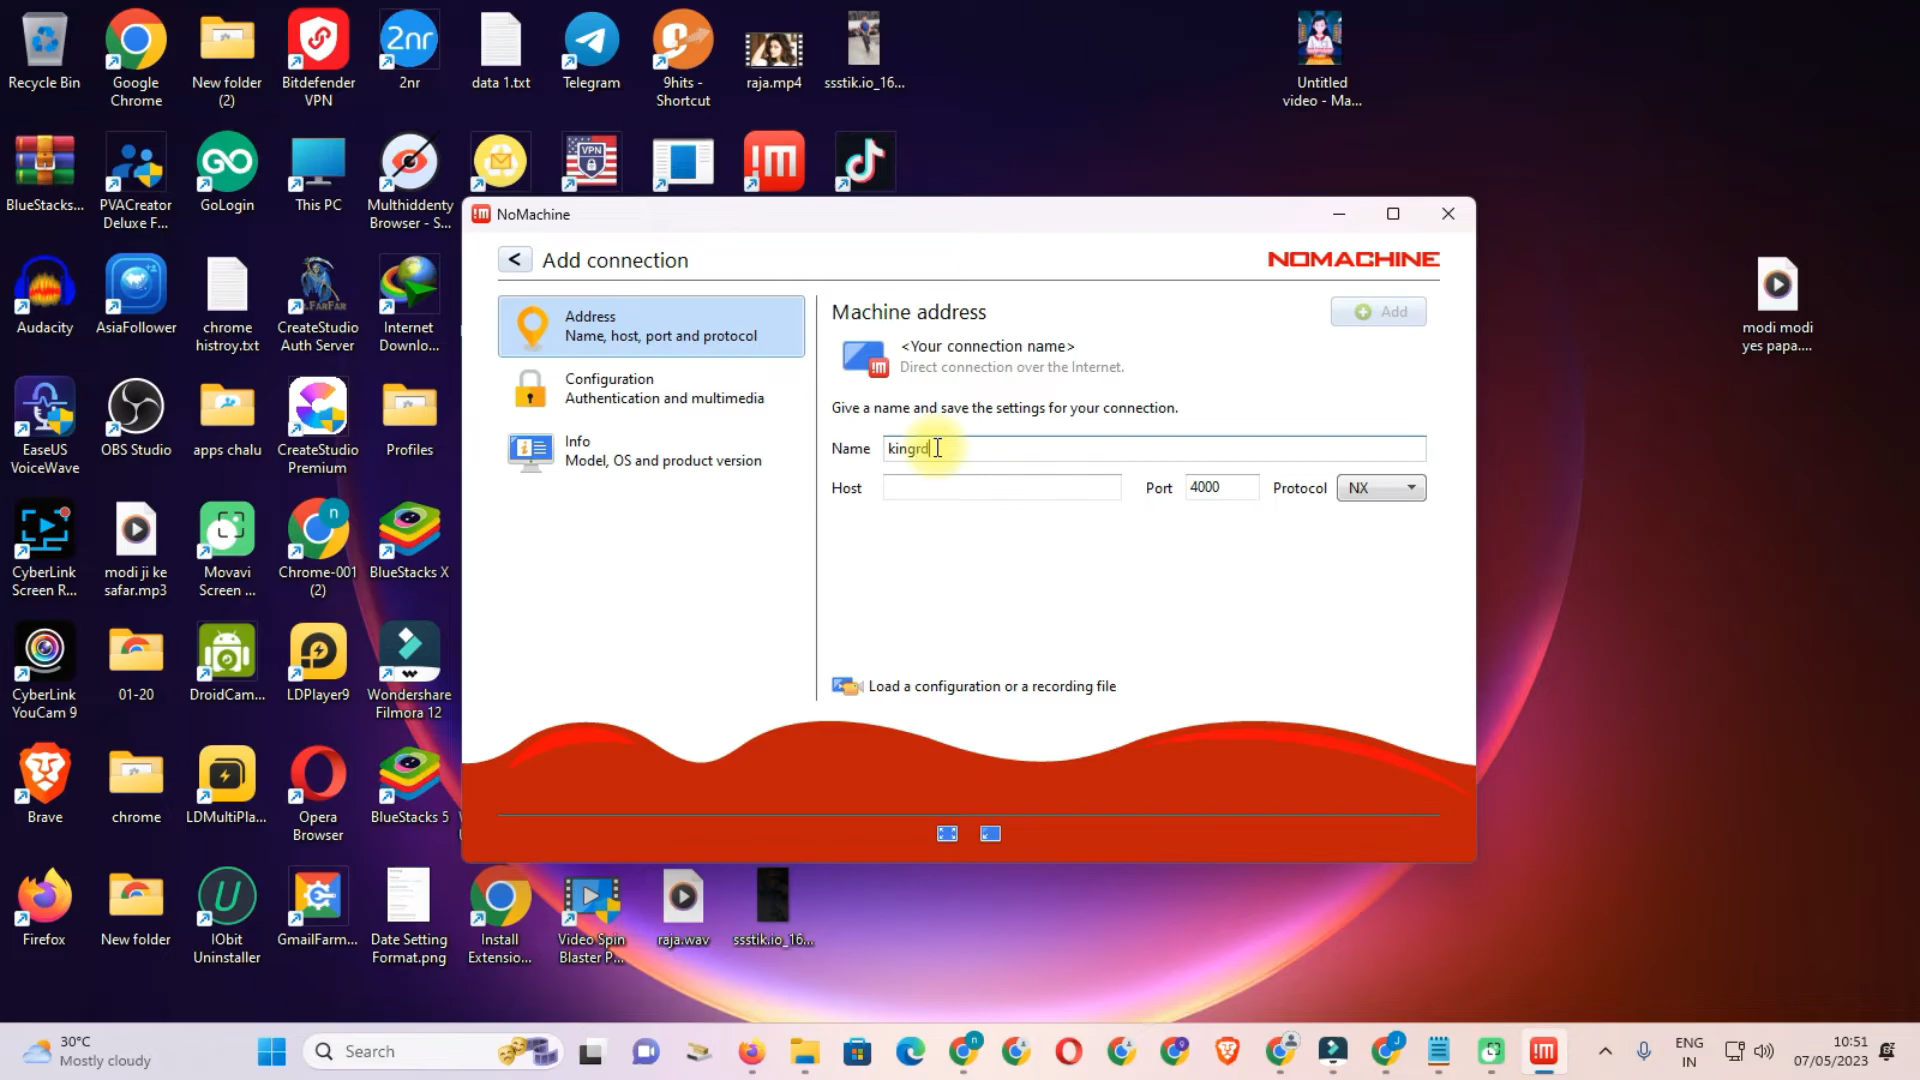 Recycle Bin
Google
Chrome
New folder
(2)
Bitdefender
VPN
2nr
2nr
data 1.txt
Telegram
9hits -
Shortcut
raja.mp4
ssstik.io_16...
Untitled
video - Ma...
BlueStacks...
PVACreator
Deluxe F...
GO
GoLogin
This PC
Multhiddenty
Browser - S...
VPN
NoMachine
Add connection
NOMACHINE
Address
Name, host, port and protocol
Configuration
Authentication and multimedia
Info
Model, OS and product version
Machine address
Add
<Your connection name>
Direct connection over the Internet.
Give a name and save the settings for your connection.
Name kingrd
Host
Port 4000
Protocol NX
Load a configuration or a recording file
Audacity
AsiaFollower
chrome
histroy.txt
CreateStudio
Auth Server
Internet
Downlo...
modi modi
yes papa....
EaseUS
VoiceWave
OBS Studio
apps chalu
CreateStudio
Premium
Profiles
CyberLink
Screen R...
modi ji ke
safar.mp3
Movavi
Screen ...
n
Chrome-001
(2)
BlueStacks X
CyberLink
YouCam 9
01-20
DroidCam...
LDPlayer9
Wondershare
Filmora 12
Brave
chrome
LDMultiPla...
Opera
Browser
BlueStacks 5
Firefox
New folder
IObit
Uninstaller
GmailFarm...
Date Setting
Format.png
Install
Extensio...
Video Spin
Blaster P...
raja.wav
ssstik.io_16...
30°C
Mostly cloudy
Search
n
J
ENG
IN
10:51
07/05/2023